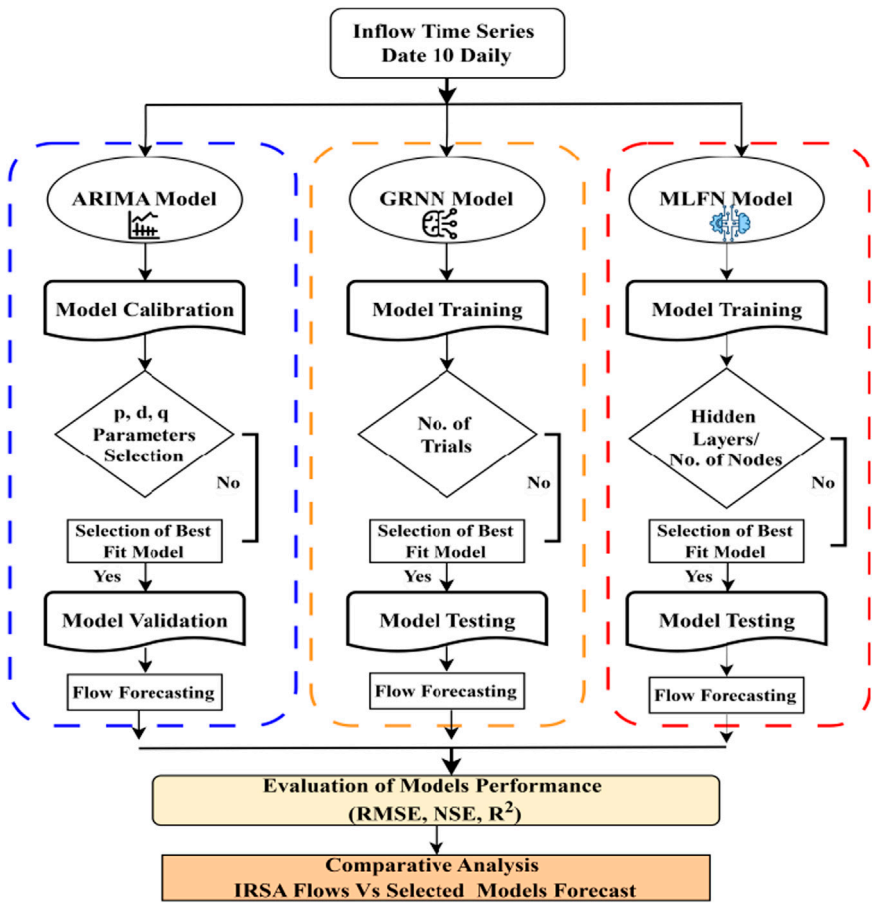 Inflow Time Series
Date 10 Daily
ARIMA Model
Model Calibration
p, d, q
Parameters
Selection
No
Selection of Best
Fit Model
Yes
Model Validation
Flow Forecasting
GRNN Model
Model Training
No. of
Trials
No
Selection of Best
Fit Model
Yes
Model Testing
Flow Forecasting
MLFN Model
Model Training
Hidden
Layers/
No. of Nodes
No
Selection of Best
Fit Model
Yes
Model Testing
Flow Forecasting
Evaluation of Models Performance
(RMSE, NSE, R²)
Comparative Analysis
IRSA Flows Vs Selected Models Forecast